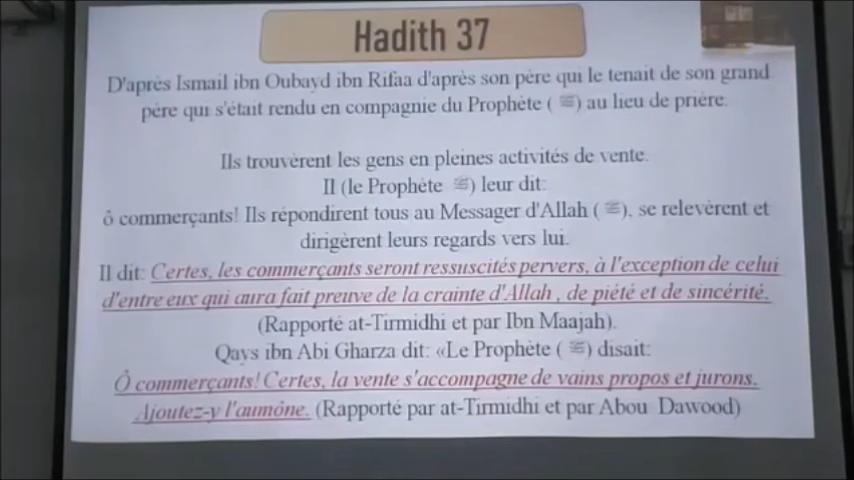 Hadith 37
D'après Ismail ibn Oubayd ibn Rifaa d'après son père qui le tenait de son grand
père qui s'était rendu en compagnie du Prophète ( ﷺ) au lieu de prière.
Ils trouvèrent les gens en pleines activités de vente.
Il (le Prophète ﷺ) leur dit:
ô commerçants! Ils répondirent tous au Messager d'Allah ( ﷺ), se relevèrent et
dirigèrent leurs regards vers lui.
Il dit: Certes, les commerçants seront ressuscités pervers, à l'exception de celui
d'entre eux qui aura fait preuve de la crainte d'Allah , de piété et de sincérité.
(Rapporté at-Tirmidhi et par Ibn Maajah).
Qays ibn Abi Gharza dit: «Le Prophète ( ﷺ) disait:
Ô commerçants! Certes, la vente s'accompagne de vains propos et jurons.
Ajoutez-y l'aumône. (Rapporté par at-Tirmidhi et par Abou Dawood)